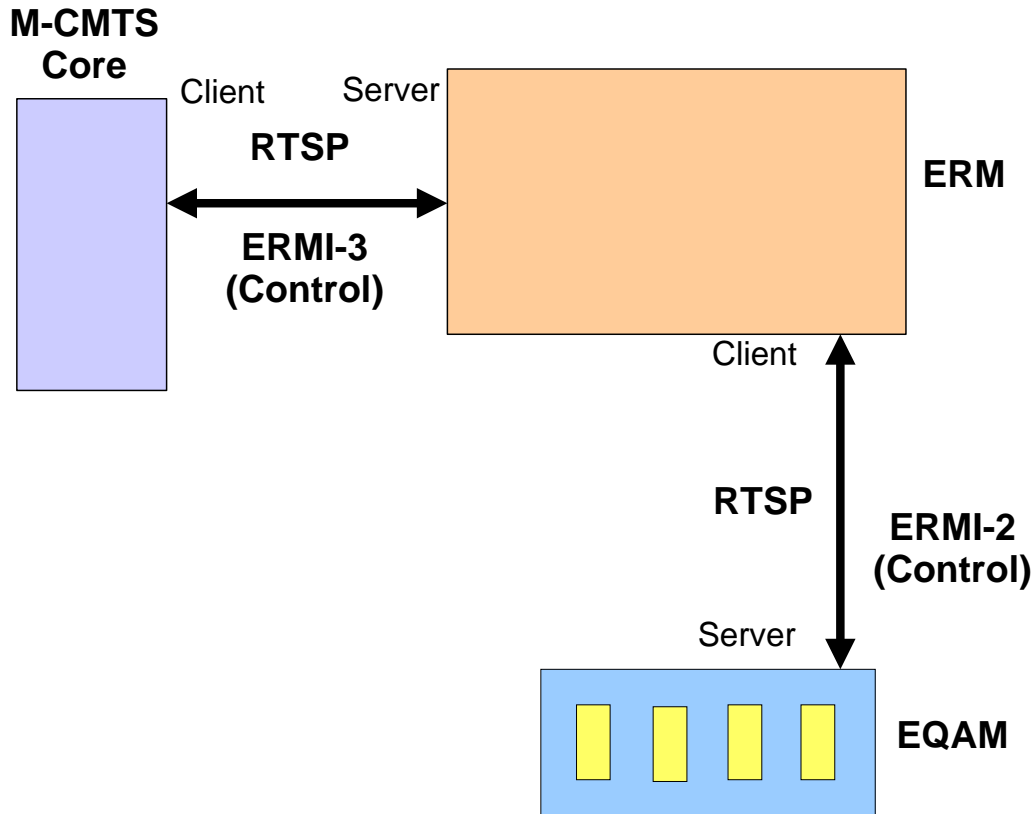 M-CMTS
Core
Client
Server
RTSP
ERM
ERMI-3
(Control)
Client
RTSP
ERMI-2
(Control)
Server
EQAM